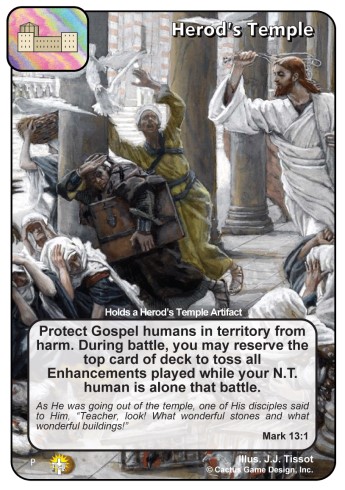 Herod's Temple
Holds a Herod's Temple Artifact
Protect Gospel humans in territory from
harm. During battle, you may reserve the
top card of deck to toss all
Enhancements played while your N.T.
human is alone that battle.
As He was going out of the temple, one of His disciples said
to Him, "Teacher, look! What wonderful stones and what
wonderful buildings!"
Mark 13:1
P
Illus. J.J. Tissot
© Cactus Game Design, Inc.